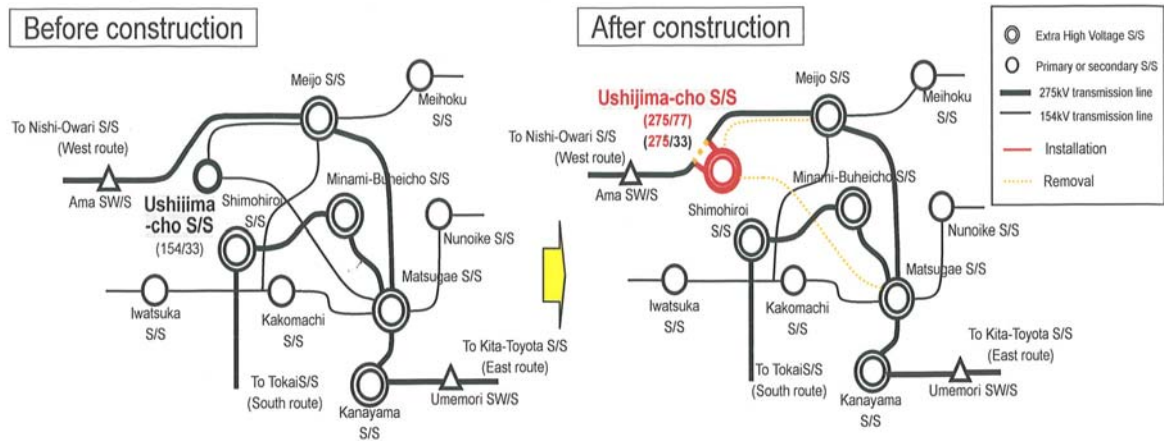 Before construction
Meijo S/S
Meihoku
S/S
To Nishi-Owari S/S
(West route)
Ama SW/S
Ushijima
-cho S/S
(154/33)
Shimohiroi
S/S
Minami-Buheicho S/S
Nunoike S/S
Matsugae S/S
Iwatsuka
S/S
Kakomachi
S/S
To Kita-Toyota S/S
(East route)
To TokaiS/S
(South route)
Kanayama
S/S
Umemori SW/S
After construction
Meijo S/S
Meihoku
S/S
Ushijima-cho S/S
(275/77)
(275/33)
To Nishi-Owari S/S
(West route)
Ama SW/S
Minami-Buheicho S/S
Shimohiroi
S/S
Nunoike S/S
Matsugae S/S
Iwatsuka
S/S
Kakomachi
S/S
To Kita-Toyota S/S
(East route)
To TokaiS/S
(South route)
Kanayama
S/S
Umemori SW/S
Extra High Voltage S/S
Primary or secondary S/S
275kV transmission line
154kV transmission line
Installation
Removal